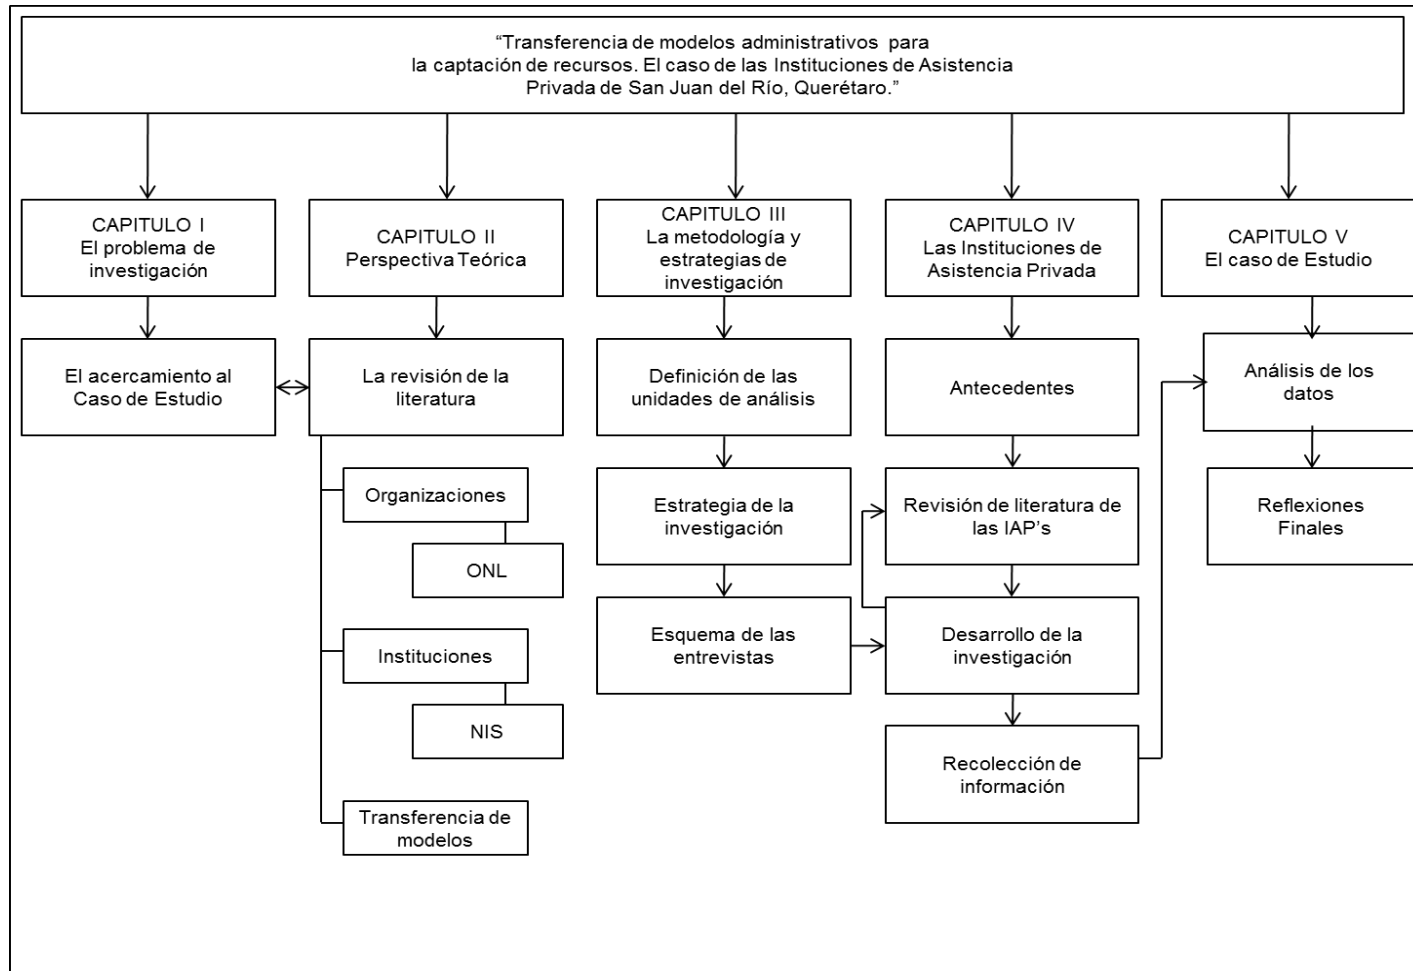 “Transferencia de modelos administrativos para
la captación de recursos. El caso de las Instituciones de Asistencia
Privada de San Juan del Río, Querétaro.”
CAPITULO I
El problema de
investigación
CAPITULO II
Perspectiva Teórica
CAPITULO III
La metodología y
estrategias de
investigación
CAPITULO IV
Las Instituciones de
Asistencia Privada
CAPITULO V
El caso de Estudio
El acercamiento al
Caso de Estudio
La revisión de la
literatura
Definición de las
unidades de análisis
Antecedentes
Análisis de los
datos
Organizaciones
ONL
Estrategia de la
investigación
Revisión de literatura de
las IAP’s
Reflexiones
Finales
Instituciones
NIS
Esquema de las
entrevistas
Desarrollo de la
investigación
Recolección de
información
Transferencia de
modelos